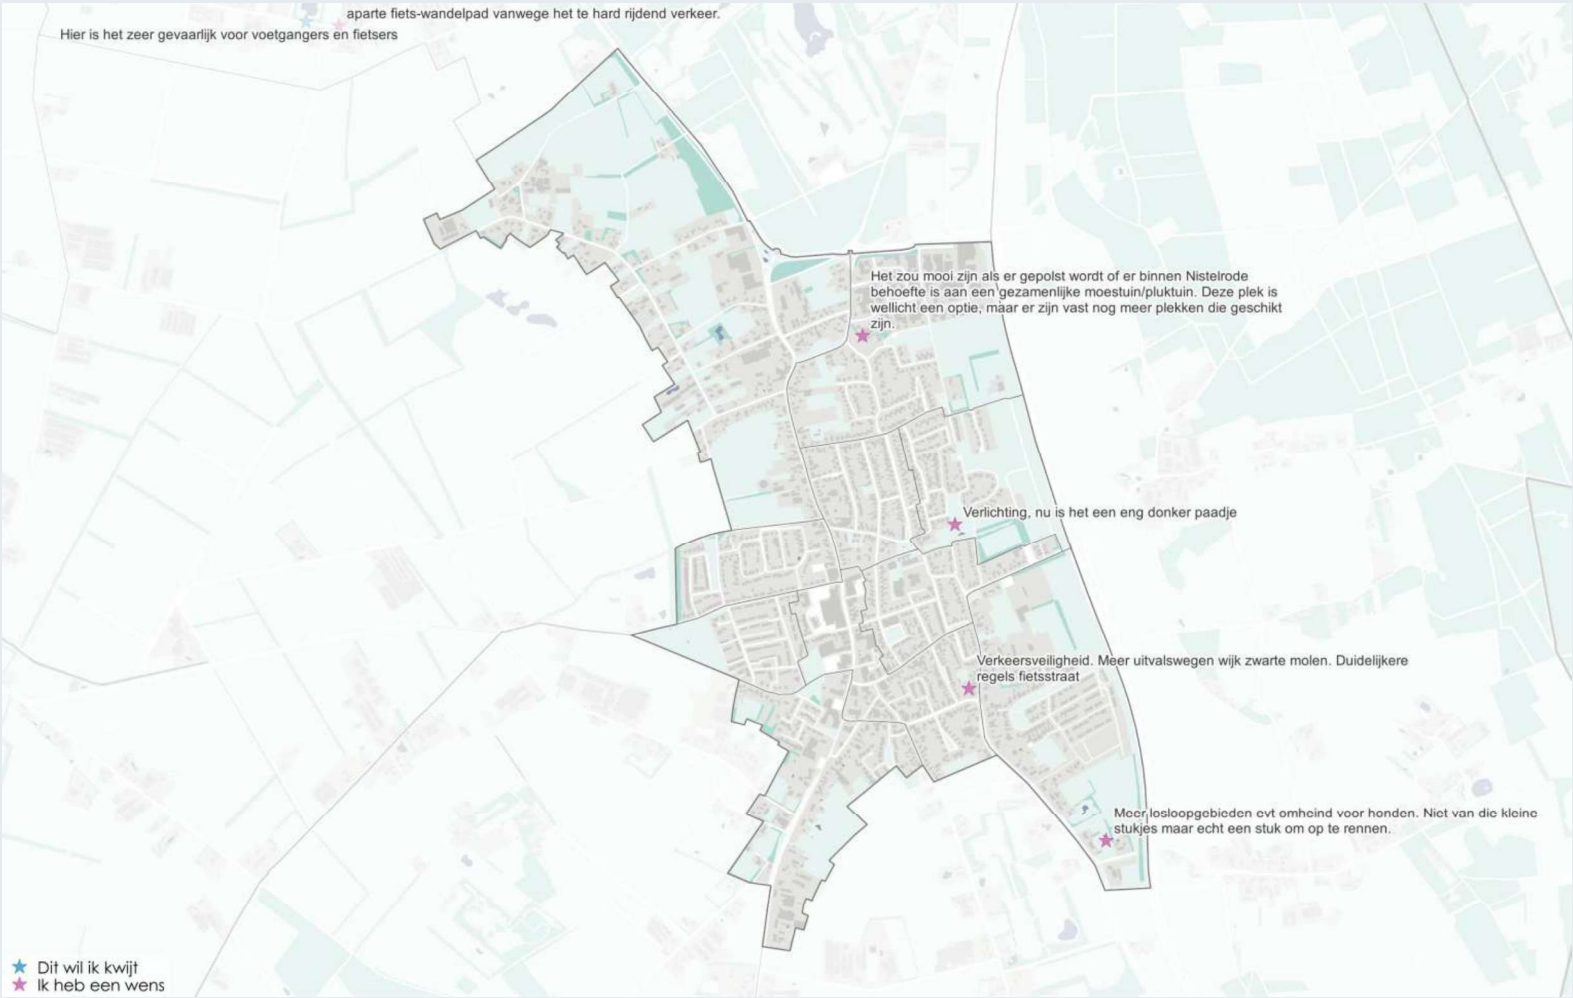 aparte fiets-wandelpad vanwege het te hard rijdend verkeer.
Hier is het zeer gevaarlijk voor voetgangers en fietsers
Het zou mooi zijn als er gepolst wordt of er binnen Nistelrode
behoefte is aan een gezamenlijke moestuin/pluktuin. Deze plek is
wellicht een optie, maar er zijn vast nog meer plekken die geschikt
zijn.
Verlichting, nu is het een eng donker paadje
Verkeersveiligheid. Meer uitvalswegen wijk zwarte molen. Duidelijkere
regels fietsstraat
Meer losloopgebieden evt omheind voor honden. Niet van die kleine
stukjes maar echt een stuk om op te rennen.
Dit wil ik kwijt
Ik heb een wens